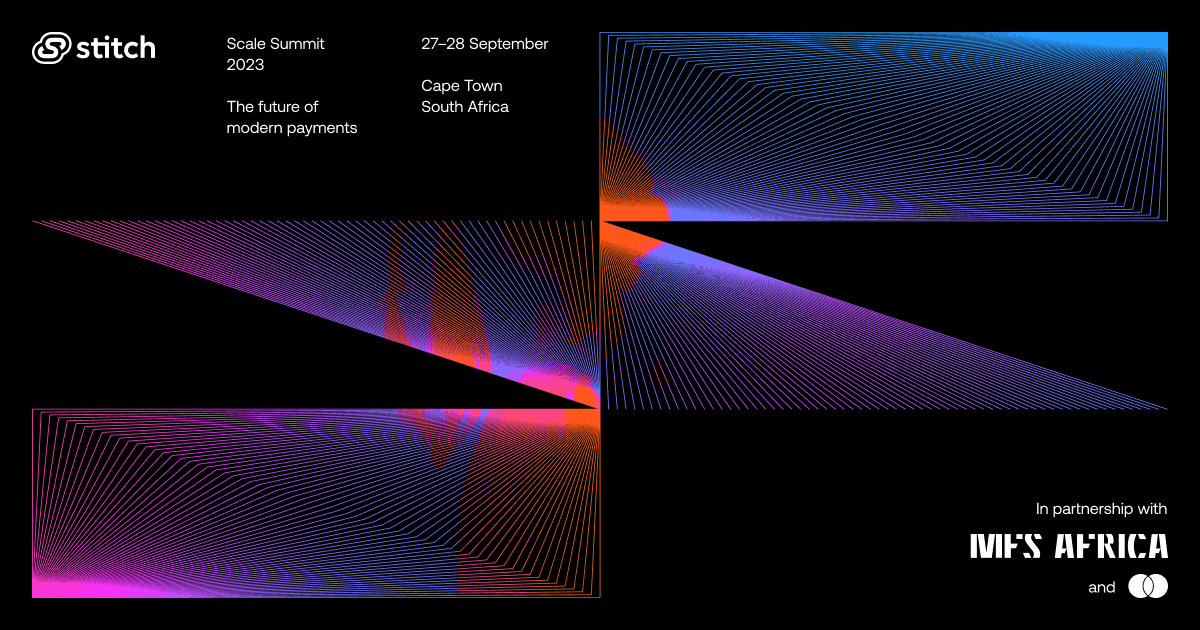 stitch
Scale Summit
2023
The future of
modern payments
27–28 September
Cape Town
South Africa
In partnership with
MFS AFRICA
and